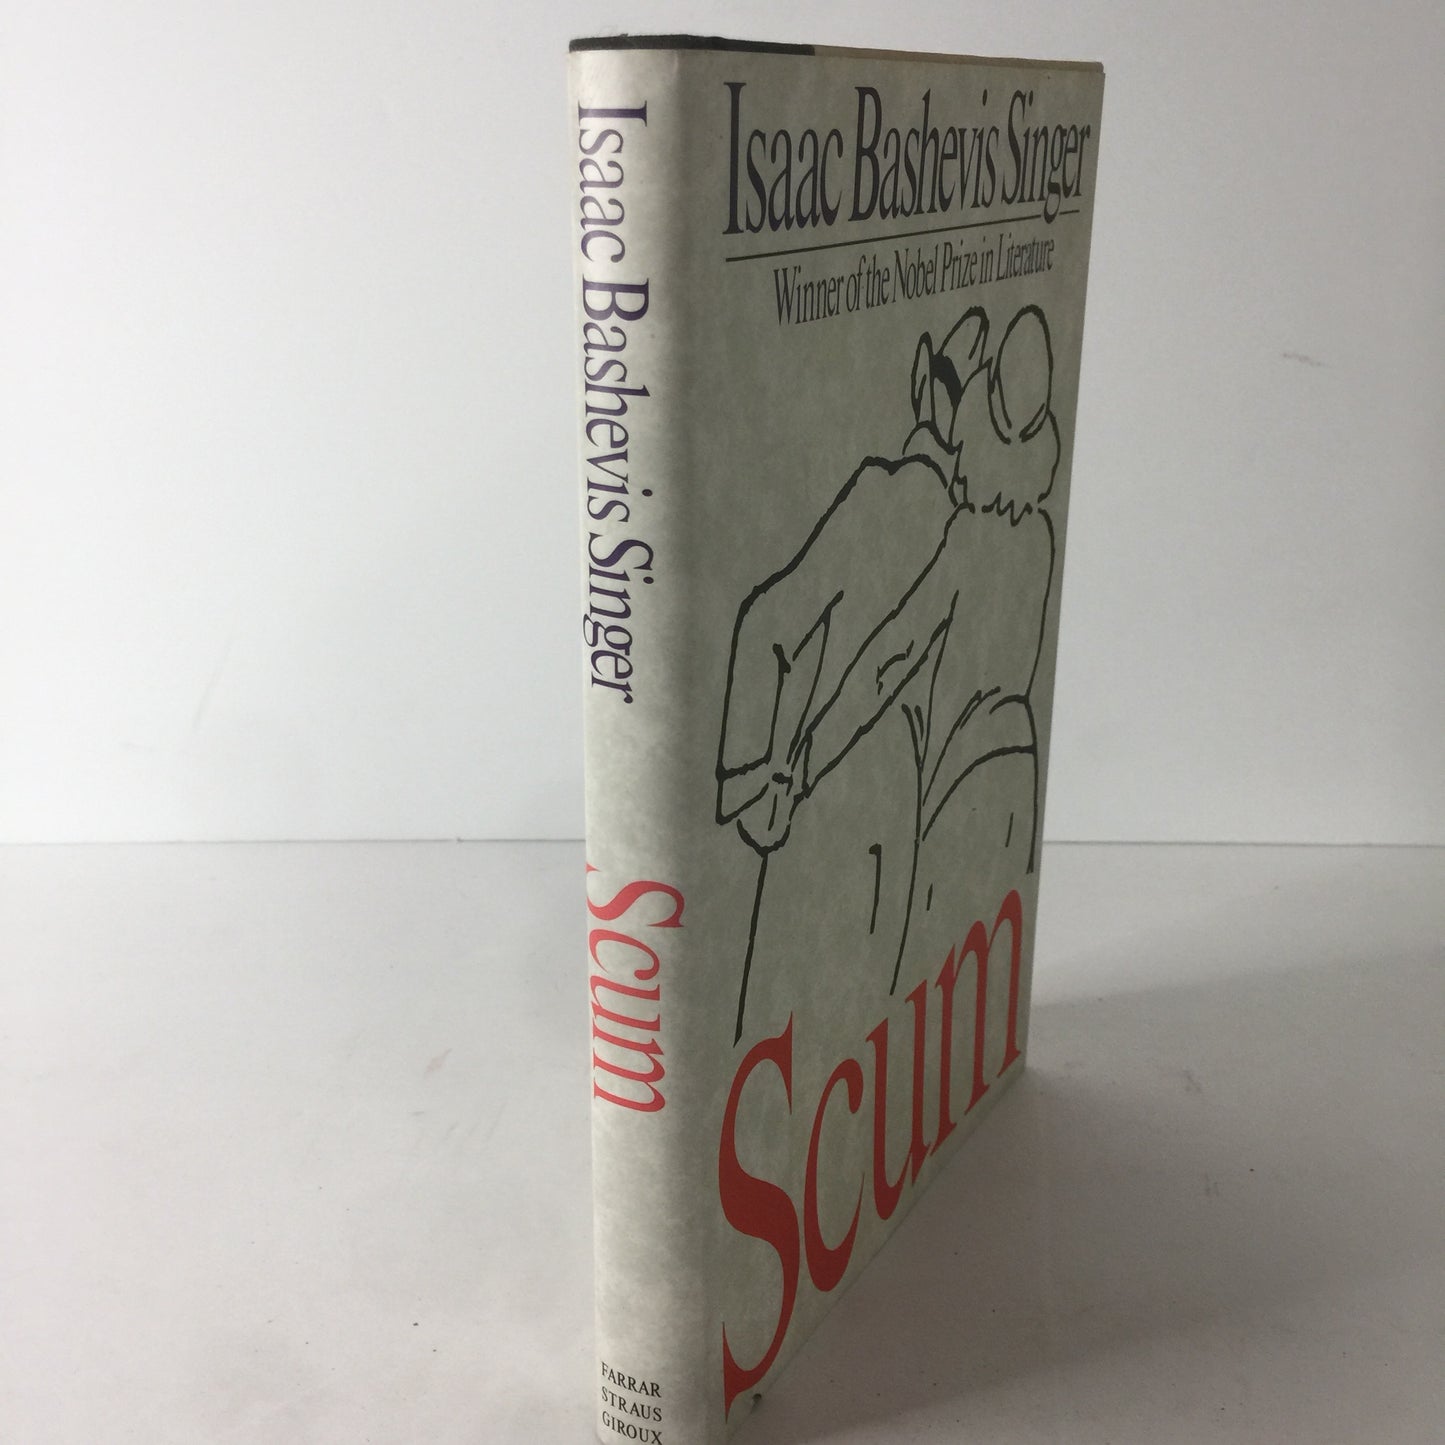 Isaac Bashevis Singer
Scum
FARRAR
STRAUS
GIROUX
Isaac Bashevis Singer
Winner of the Nobel Prize in Literature
Scum